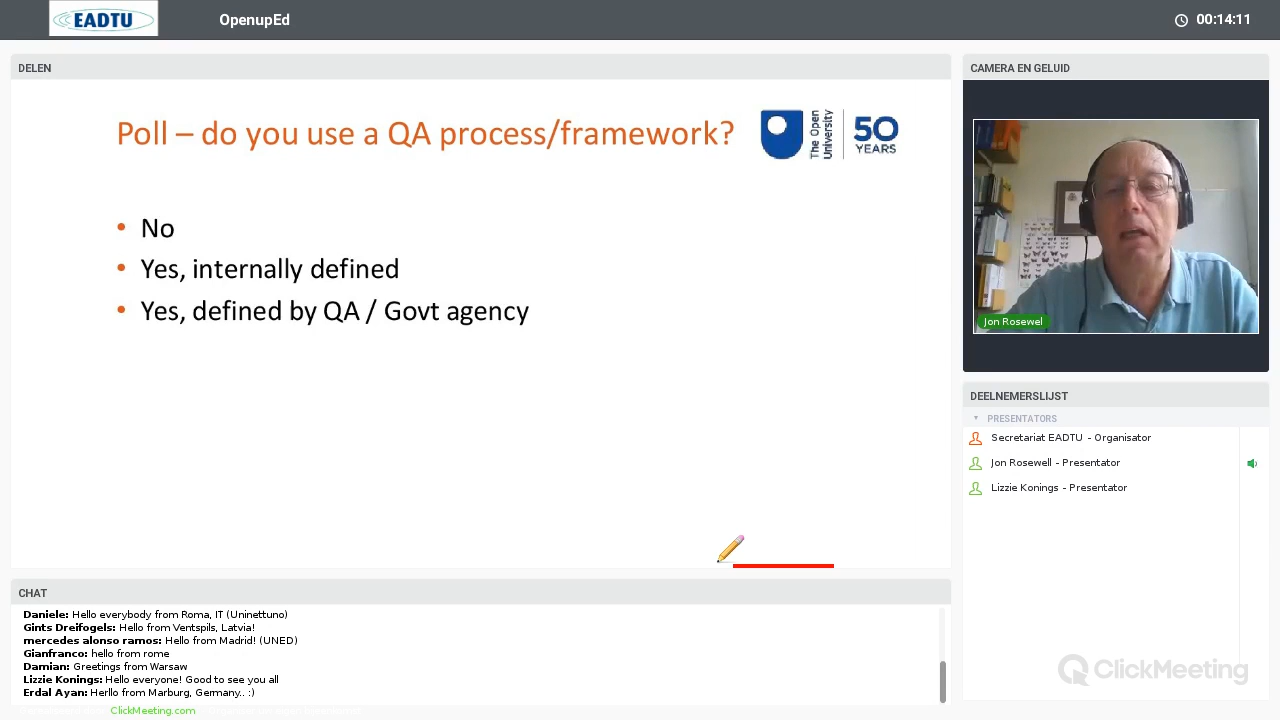 EADTU
OpenupEd
00:14:11
DELEN
Poll – do you use a QA process/framework?
The Open
University
50
YEARS
• No
• Yes, internally defined
• Yes, defined by QA / Govt agency
CAMERA EN GELUID
Jon Rosewel
DEELNEMERSLIJST
PRESENTATORS
Secretariat EADTU - Organisator
Jon Rosewell - Presentator
Lizzie Konings - Presentator
CHAT
Daniele: Hello everybody from Roma, IT (Uninettuno)
Gints Dreifogels: Hello from Ventspils, Latvia!
mercedes alonso ramos: Hello from Madrid! (UNED)
Gianfranco: hello from rome
Damian: Greetings from Warsaw
Lizzie Konings: Hello everyone! Good to see you all
Erdal Ayan: Herllo from Marburg, Germany.. :)
ClickMeeting.com
ClickMeeting